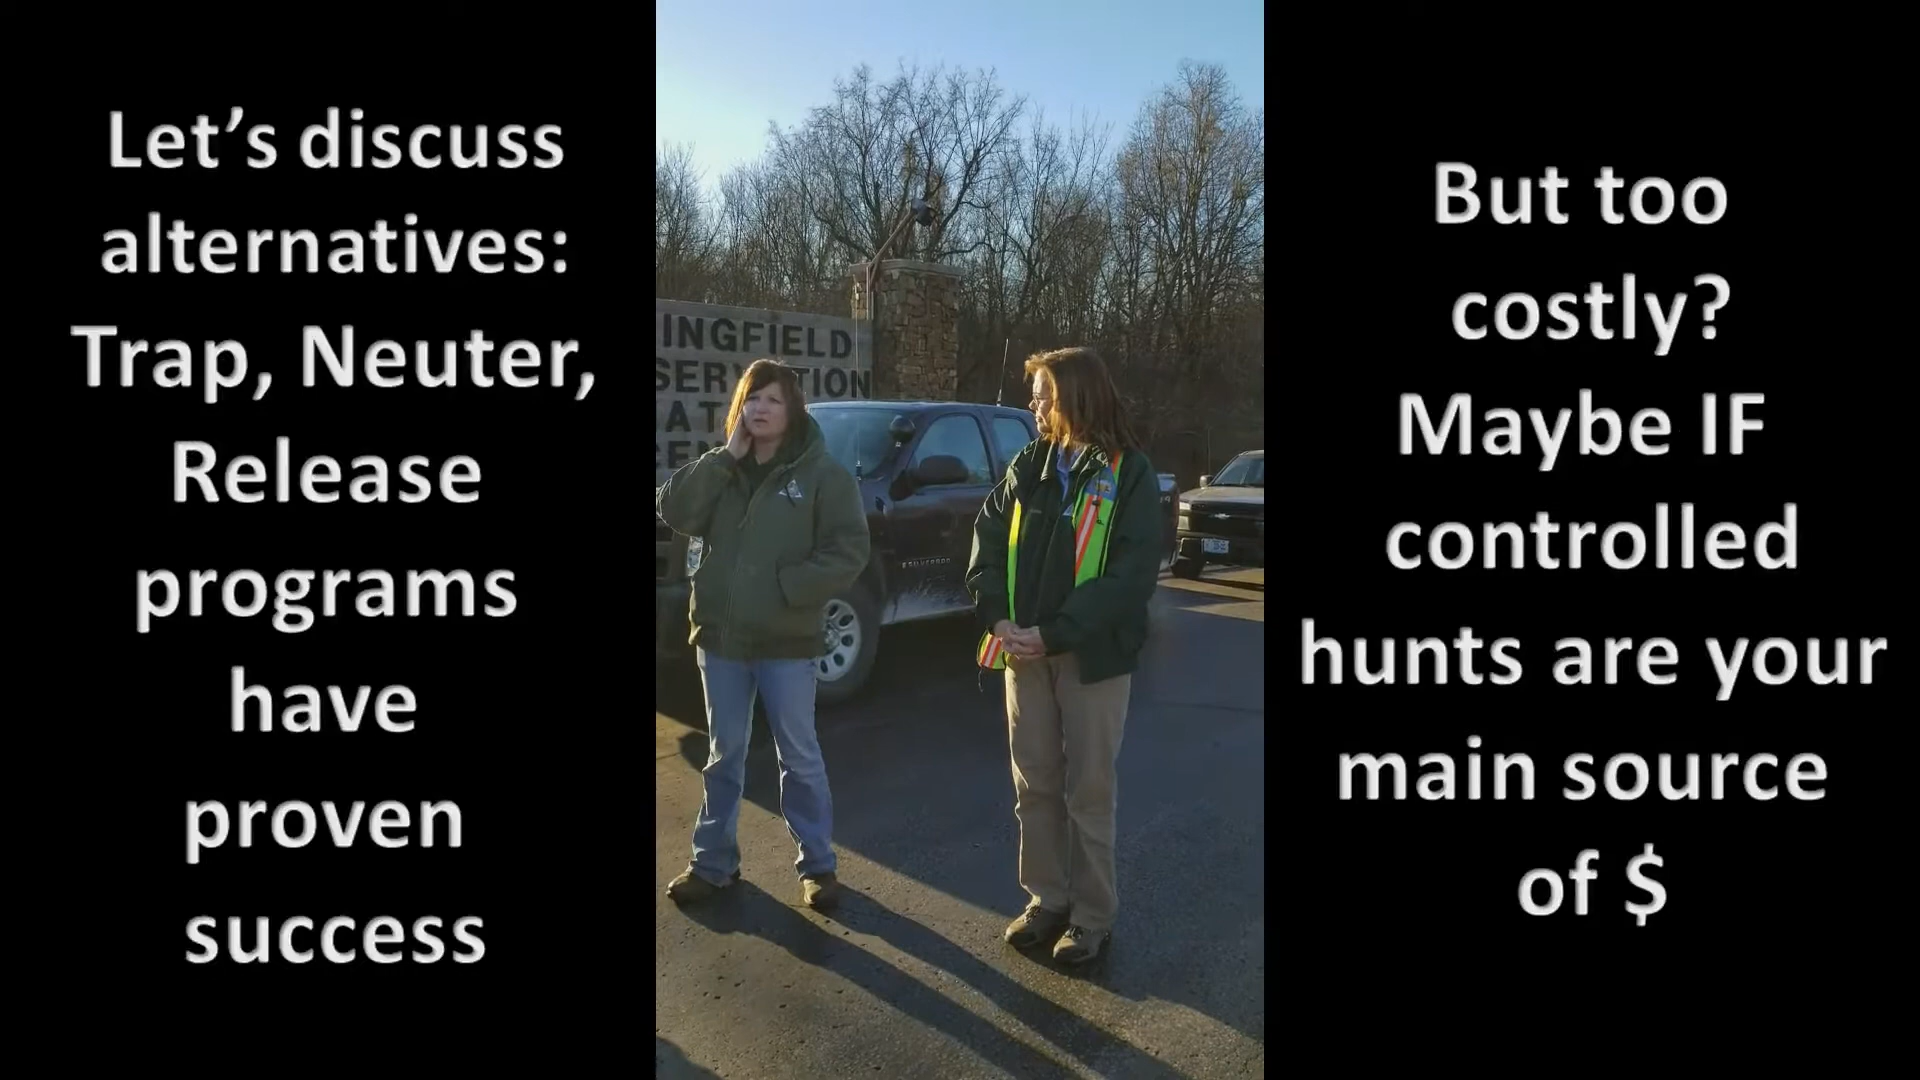 Let's discuss
alternatives:
Trap, Neuter,
Release
programs
have
proven
success
INGFIELD
SILVERADO
But too
costly?
Maybe IF
controlled
hunts are your
main source
of $